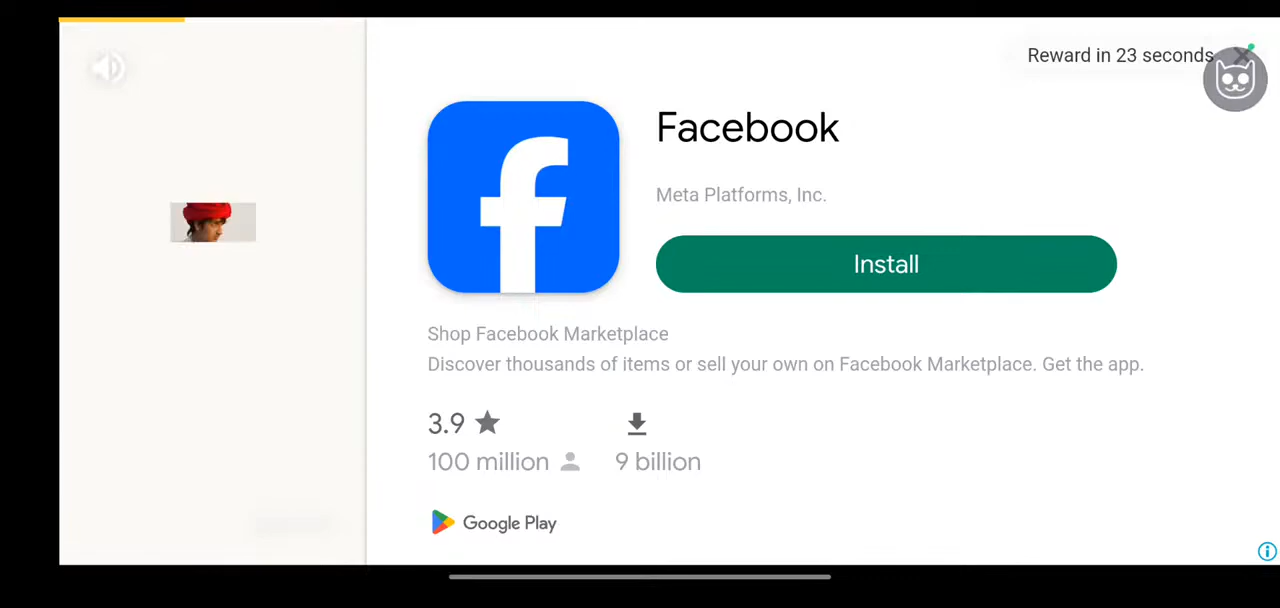 Reward in 23 seconds
Facebook
Meta Platforms, Inc.
Install
Shop Facebook Marketplace
Discover thousands of items or sell your own on Facebook Marketplace. Get the app.
3.9
100 million
9 billion
Google Play